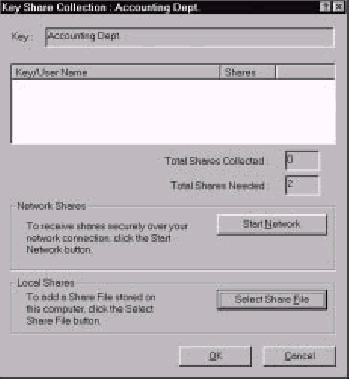 Key Share Collection : Accounting Dept.
Key : Accounting Dept
Key/User Name Shares
Total Shares Collected : 0
Total Shares Needed : 2
Network Shares
To receive shares securely over your
network connection, click the Start
Network button.
Start Network
Local Shares
To add a Share File stored on
this computer, click the Select
Share File button.
Select Share File
OK Cancel